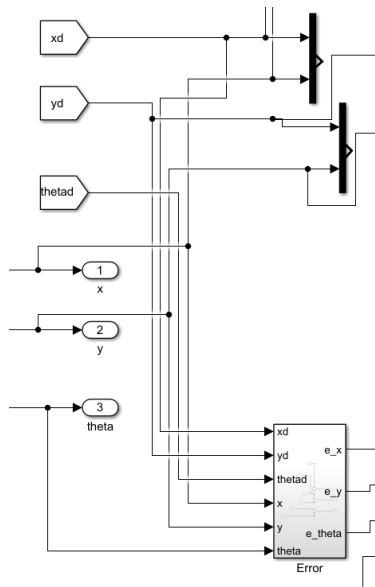 xd
yd
thetad
1
x
2
y
3
theta
xd
yd
thetad
x
y
theta
e_x
e_y
e_theta
Error